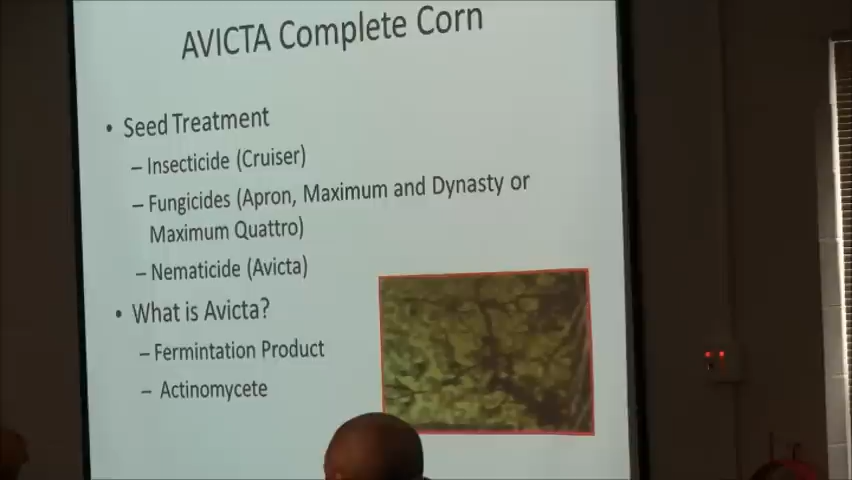 AVICTA Complete Corn
• Seed Treatment
– Insecticide (Cruiser)
– Fungicides (Apron, Maximum and Dynasty or
Maximum Quattro)
– Nematicide (Avicta)
• What is Avicta?
– Fermintation Product
– Actinomycete